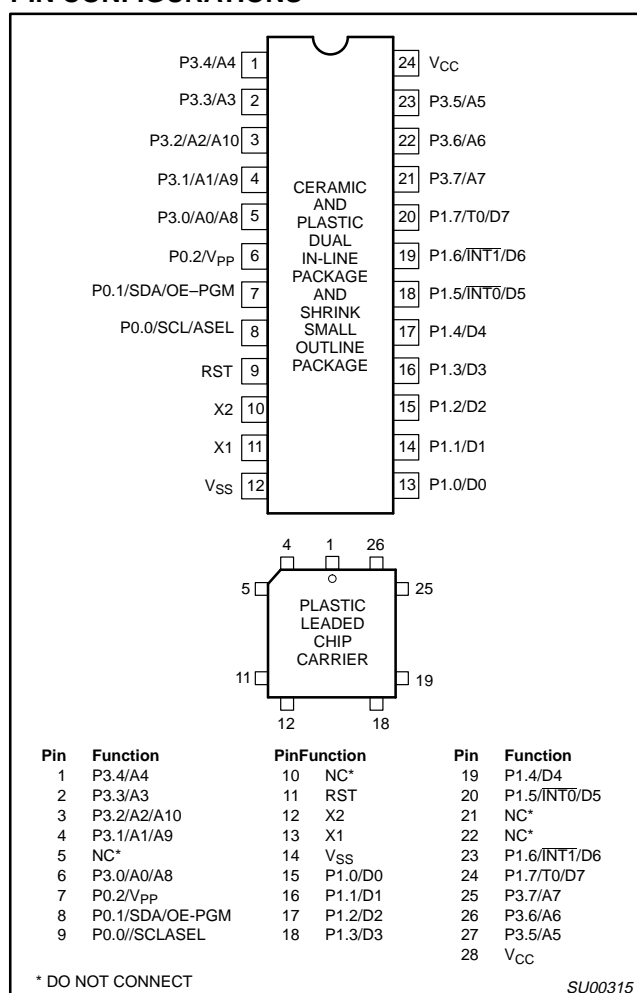 PIN CONFIGURATIONS
P3.4/A4 1
P3.3/A3 2
P3.2/A2/A10 3
P3.1/A1/A9 4
P3.0/A0/A8 5
P0.2/VPP 6
P0.1/SDA/OE–PGM 7
P0.0/SCL/ASEL 8
RST 9
X2 10
X1 11
VSS 12
CERAMIC
AND
PLASTIC
DUAL
IN-LINE
PACKAGE
AND
SHRINK
SMALL
OUTLINE
PACKAGE
24 VCC
23 P3.5/A5
22 P3.6/A6
21 P3.7/A7
20 P1.7/T0/D7
19 P1.6/INT1/D6
18 P1.5/INT0/D5
17 P1.4/D4
16 P1.3/D3
15 P1.2/D2
14 P1.1/D1
13 P1.0/D0
4 1 26
5 25
PLASTIC
LEADED
CHIP
CARRIER
11 19
12 18
Pin Function
1 P3.4/A4
2 P3.3/A3
3 P3.2/A2/A10
4 P3.1/A1/A9
5 NC*
6 P3.0/A0/A8
7 P0.2/VPP
8 P0.1/SDA/OE-PGM
9 P0.0//SCLASEL
PinFunction
10 NC*
11 RST
12 X2
13 X1
14 VSS
15 P1.0/D0
16 P1.1/D1
17 P1.2/D2
18 P1.3/D3
Pin Function
19 P1.4/D4
20 P1.5/INT0/D5
21 NC*
22 NC*
23 P1.6/INT1/D6
24 P1.7/T0/D7
25 P3.7/A7
26 P3.6/A6
27 P3.5/A5
28 VCC
* DO NOT CONNECT
SU00315